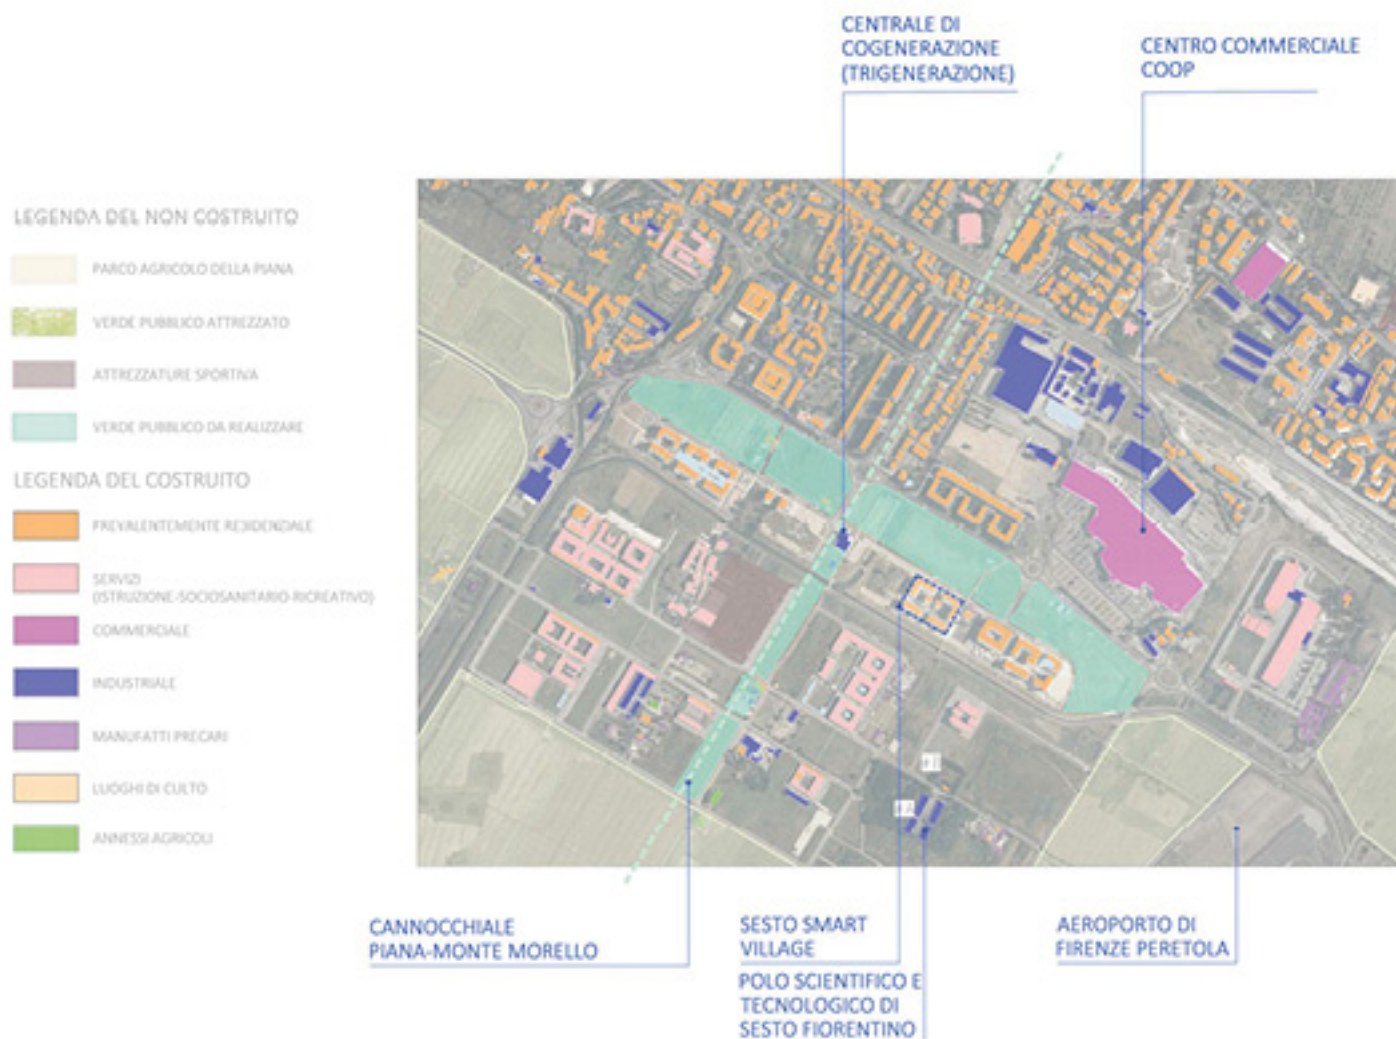 CENTRALE DI
COGENERAZIONE
(TRIGENERAZIONE)
CENTRO COMMERCIALE
COOP
LEGENDA DEL NON COSTRUITO
PARCO AGRICOLO DELLA PIANA
VERDE PUBBLICO ATTREZZATO
ATTREZZATURE SPORTIVA
VERDE PUBBLICO DA REALIZZARE
LEGENDA DEL COSTRUITO
PREVALENTEMENTE RESIDENZIALE
SERVIZI
(ISTRUZIONE-SOCIOSANITARIO-RICREATIVO)
COMMERCIALE
INDUSTRIALE
MANUFATTI PRECARI
LUOGHI DI CULTO
ANNESSI AGRICOLI
CANNOCCHIALE
PIANA-MONTE MORELLO
SESTO SMART
VILLAGE
POLO SCIENTIFICO E
TECNOLOGICO DI
SESTO FIORENTINO
AEROPORTO DI
FIRENZE PERETOLA